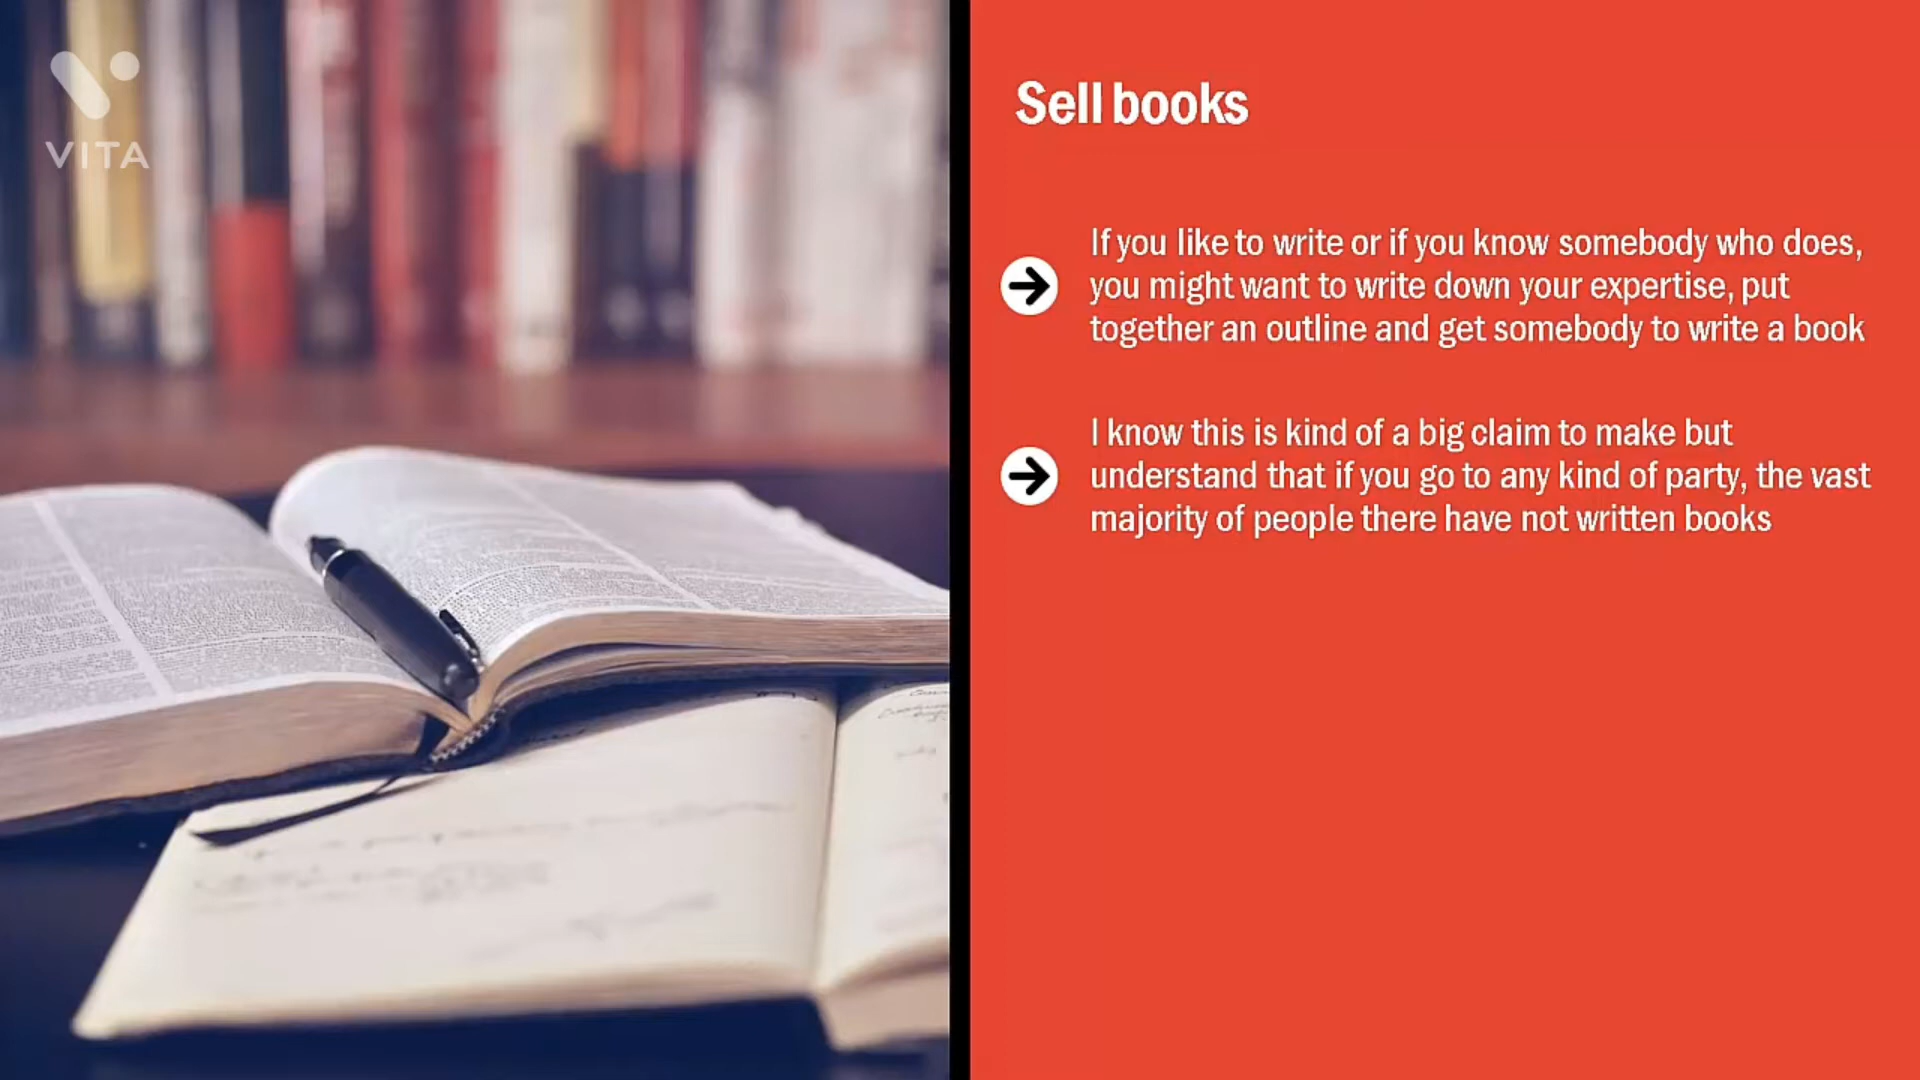 VITA
Sell books
If you like to write or if you know somebody who does,
you might want to write down your expertise, put
together an outline and get somebody to write a book
I know this is kind of a big claim to make but
understand that if you go to any kind of party, the vast
majority of people there have not written books